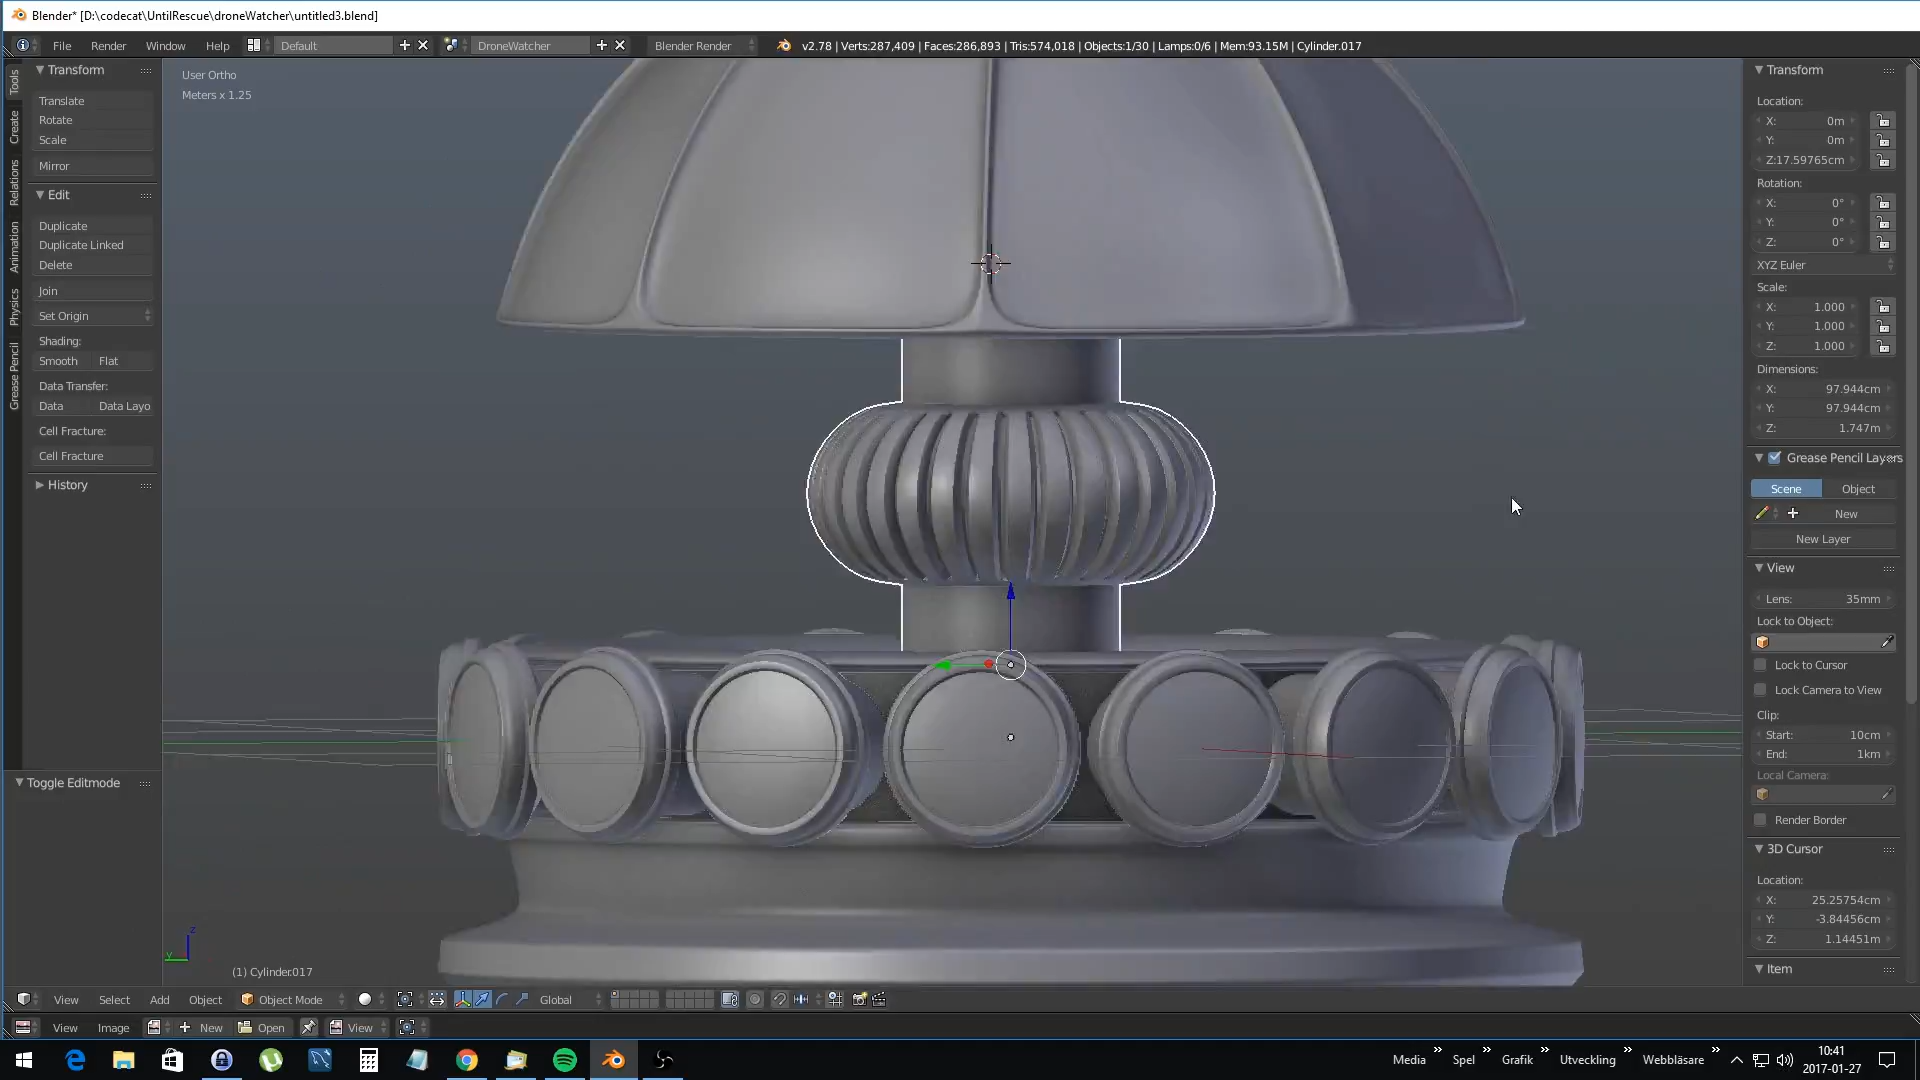 Blender* [D:\codecat\UntilRescue\droneWatcher\untitled3.blend]
File Render Window Help Default DroneWatcher Blender Render v2.78 | Verts:287,409 | Faces:286,893 | Tris:574,018 | Objects:1/30 | Lamps:0/6 | Mem:93.15M | Cylinder.017
Tools
Create
Relations
Animation
Physics
Grease Pencil
Transform
Translate
Rotate
Scale
Mirror
Edit
Duplicate
Duplicate Linked
Delete
Join
Set Origin
Shading:
Smooth Flat
Data Transfer:
Data Data Layo
Cell Fracture:
Cell Fracture
History
Toggle Editmode
User Ortho
Meters x 1.25
z
y
(1) Cylinder.017
Transform
Location:
X: 0m
Y: 0m
Z:17.59765cm
Rotation:
X: 0°
Y: 0°
Z: 0°
XYZ Euler
Scale:
X: 1.000
Y: 1.000
Z: 1.000
Dimensions:
X: 97.944cm
Y: 97.944cm
Z: 1.747m
Grease Pencil Layers
Scene Object
New
New Layer
View
Lens: 35mm
Lock to Object:
Lock to Cursor
Lock Camera to View
Clip:
Start: 10cm
End: 1km
Local Camera:
Render Border
3D Cursor
Location:
X: 25.25754cm
Y: -3.84456cm
Z: 1.14451m
Item
View Select Add Object Object Mode Global
View Image New Open View
Media » Spel » Grafik » Utveckling » Webbläsare »
10:41
2017-01-27